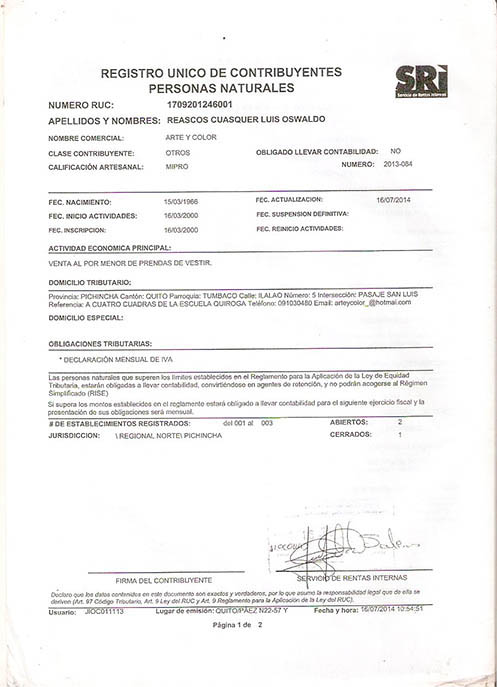 REGISTRO UNICO DE CONTRIBUYENTES
PERSONAS NATURALES
SRi
Servicio de Rentas Internas
NUMERO RUC: 1709201246001
APELLIDOS Y NOMBRES: REASCOS CUASQUER LUIS OSWALDO
NOMBRE COMERCIAL: ARTE Y COLOR
CLASE CONTRIBUYENTE: OTROS OBLIGADO LLEVAR CONTABILIDAD: NO
CALIFICACIÓN ARTESANAL: MIPRO NUMERO: 2013-084
FEC. NACIMIENTO: 15/03/1966 FEC. ACTUALIZACION: 16/07/2014
FEC. INICIO ACTIVIDADES: 16/03/2000 FEC. SUSPENSION DEFINITIVA:
FEC. INSCRIPCION: 16/03/2000 FEC. REINICIO ACTIVIDADES:
ACTIVIDAD ECONOMICA PRINCIPAL:
VENTA AL POR MENOR DE PRENDAS DE VESTIR.
DOMICILIO TRIBUTARIO:
Provincia: PICHINCHA Cantón: QUITO Parroquia: TUMBACO Calle: ILALAO Número: 5 Intersección: PASAJE SAN LUIS
Referencia: A CUATRO CUADRAS DE LA ESCUELA QUIROGA Teléfono: 091030480 Email: arteycolor_@hotmai.com
DOMICILIO ESPECIAL:
OBLIGACIONES TRIBUTARIAS:
* DECLARACIÓN MENSUAL DE IVA
Las personas naturales que superen los límites establecidos en el Reglamento para la Aplicación de la Ley de Equidad
Tributaria, estarán obligadas a llevar contabilidad, convirtiéndose en agentes de retención, y no podrán acogerse al Régimen
Simplificado (RISE)
Si supera los montos establecidos en el reglamento estará obligado a llevar contabilidad para el siguiente ejercicio fiscal y la
presentación de sus obligaciones será mensual.
# DE ESTABLECIMIENTOS REGISTRADOS: del 001 al 003 ABIERTOS: 2
JURISDICCION: \ REGIONAL NORTE\ PICHINCHA CERRADOS: 1
FIRMA DEL CONTRIBUYENTE SERVICIO DE RENTAS INTERNAS
Declaro que los datos contenidos en este documento son exactos y verdaderos, por lo que asumo la responsabilidad legal que de ella se
deriven (Art. 97 Código Tributario, Art. 9 Ley del RUC y Art. 9 Reglamento para la Aplicación de la Ley del RUC).
Usuario: JIOC011113 Lugar de emisión: QUITO/PÁEZ N22-57 Y Fecha y hora: 16/07/2014 10:54:51
Página 1 de 2